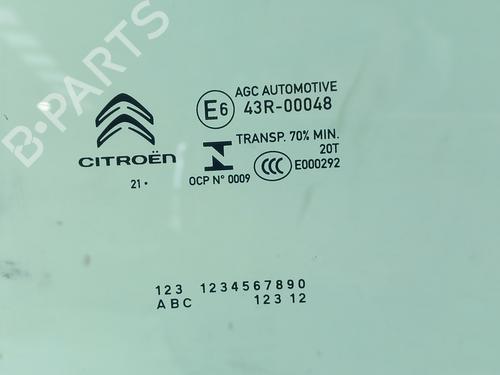 B-PARTS
AGC AUTOMOTIVE
E6 43R-00048
CITROËN
TRANSP. 70% MIN.
20T
CCC E000292
OCP N° 0009
21 •
123 1234567890
ABC 123 12